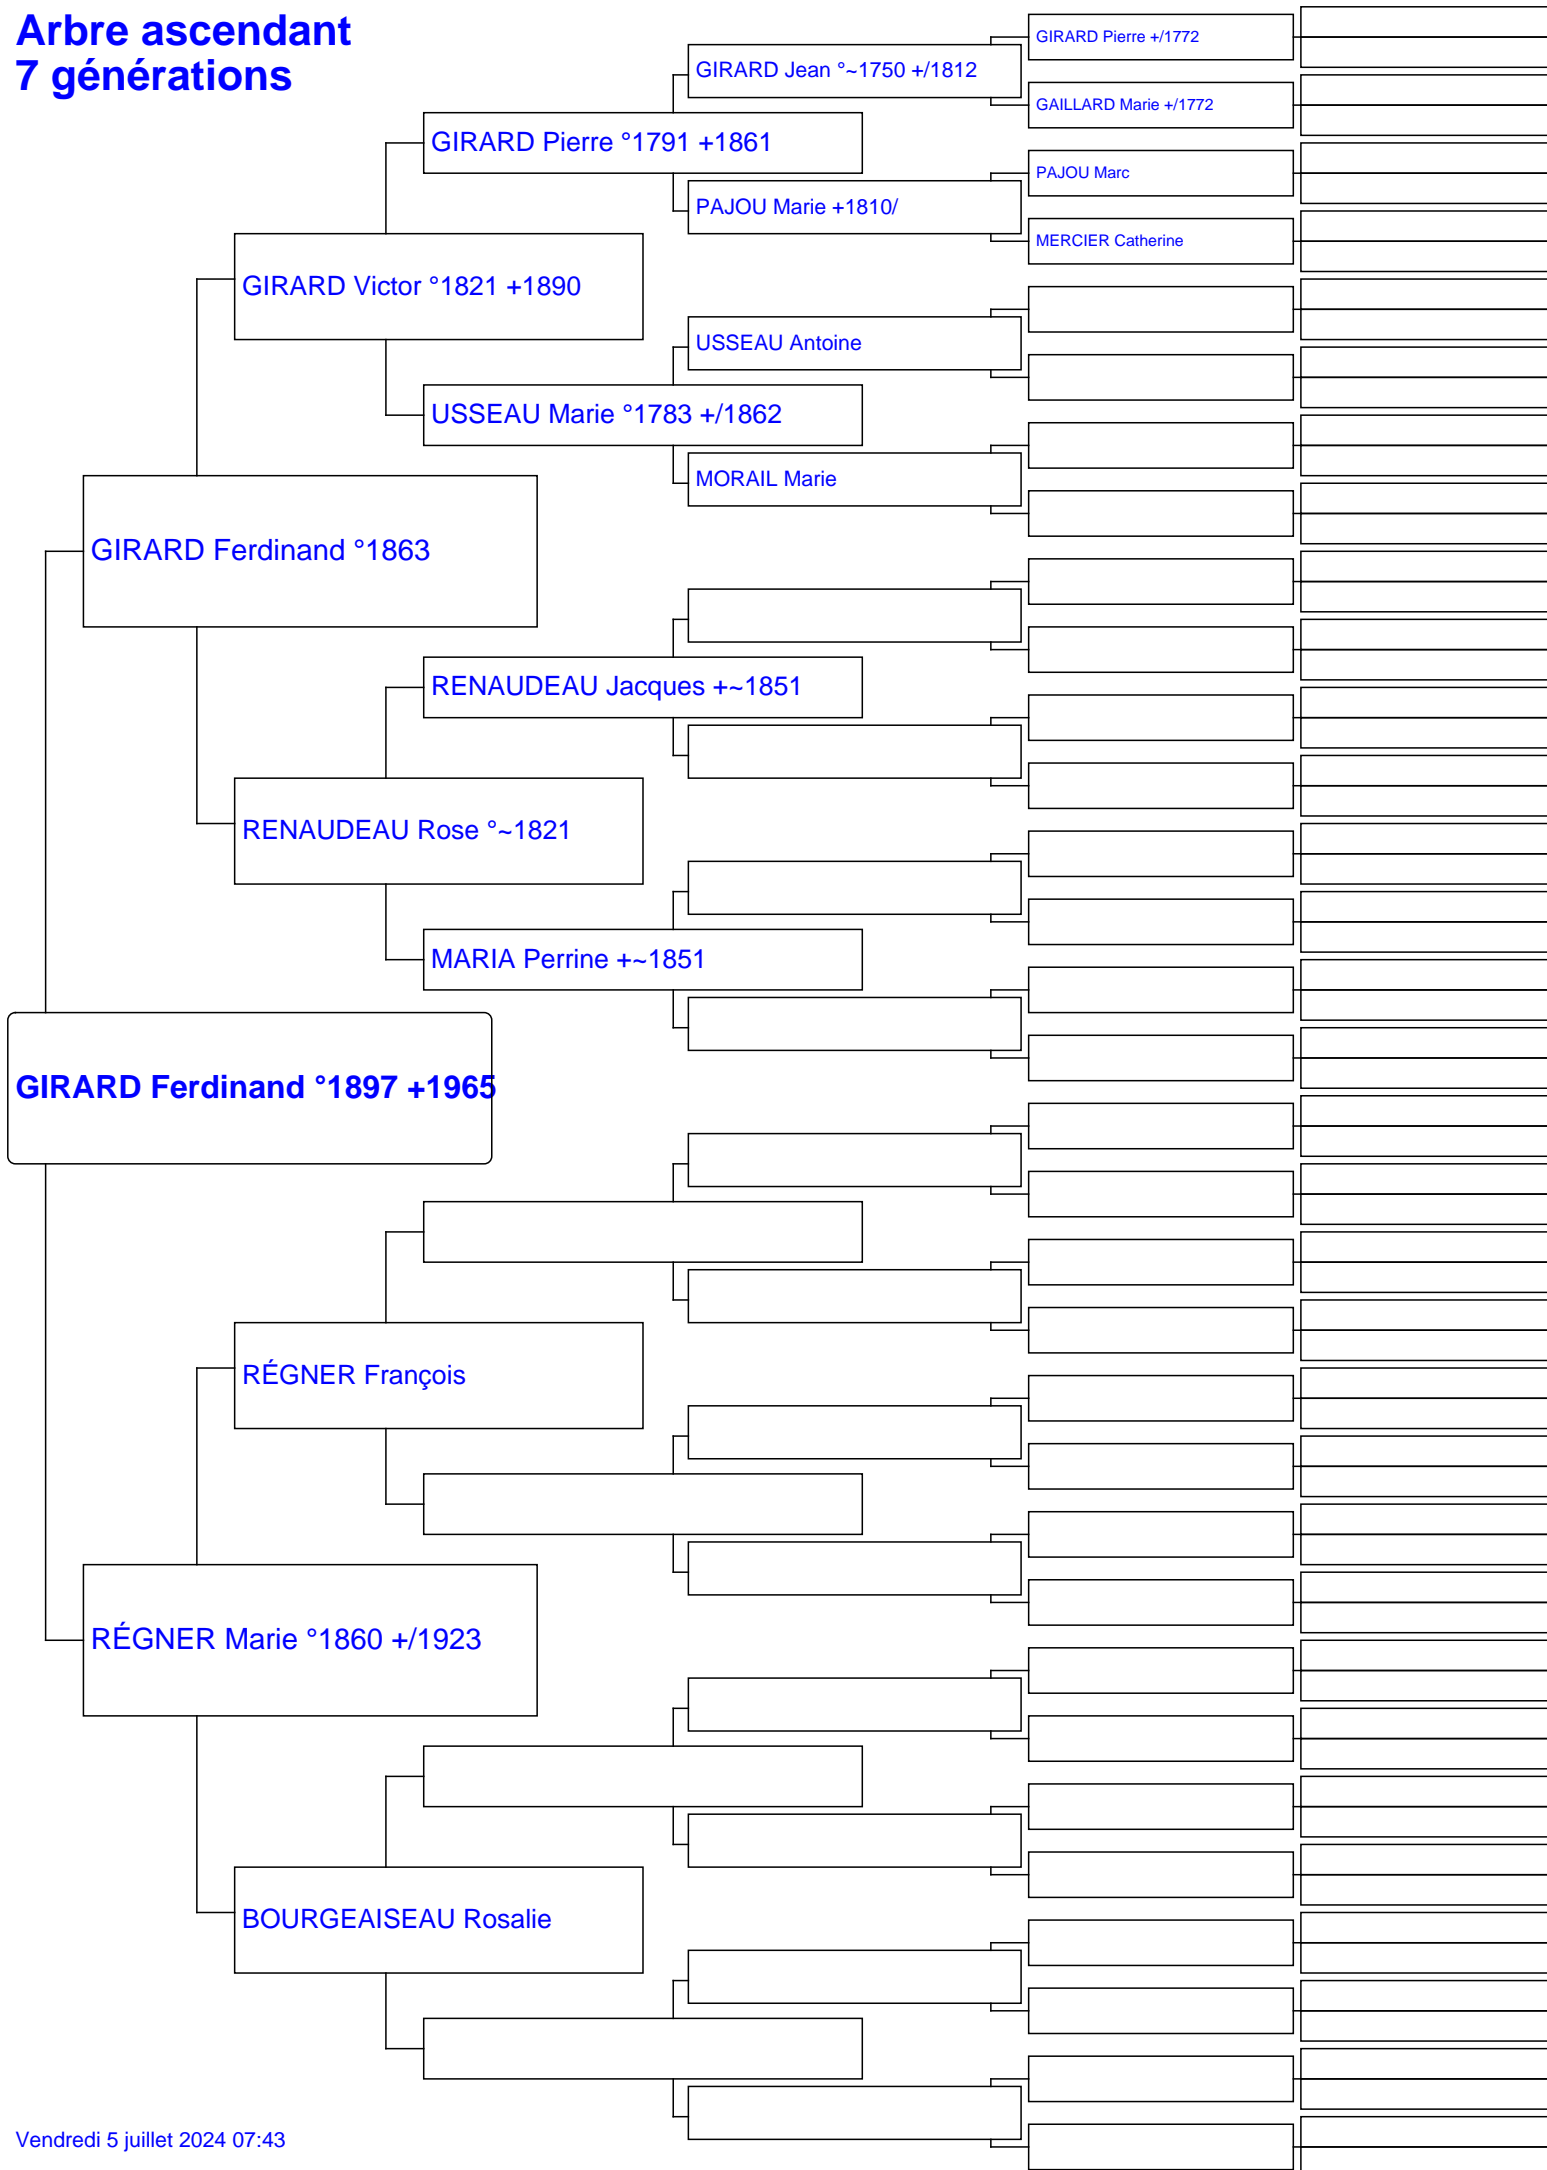 Arbre ascendant
7 générations
GIRARD Pierre +/1772
GIRARD Jean °~1750 +/1812
GAILLARD Marie +/1772
GIRARD Pierre °1791 +1861
PAJOU Marc
PAJOU Marie +1810/
MERCIER Catherine
GIRARD Victor °1821 +1890
USSEAU Antoine
USSEAU Marie °1783 +/1862
MORAIL Marie
GIRARD Ferdinand °1863
RENAUDEAU Jacques +~1851
RENAUDEAU Rose °~1821
MARIA Perrine +~1851
GIRARD Ferdinand °1897 +1965
RÉGNER François
RÉGNER Marie °1860 +/1923
BOURGEAISEAU Rosalie
Vendredi 5 juillet 2024 07:43